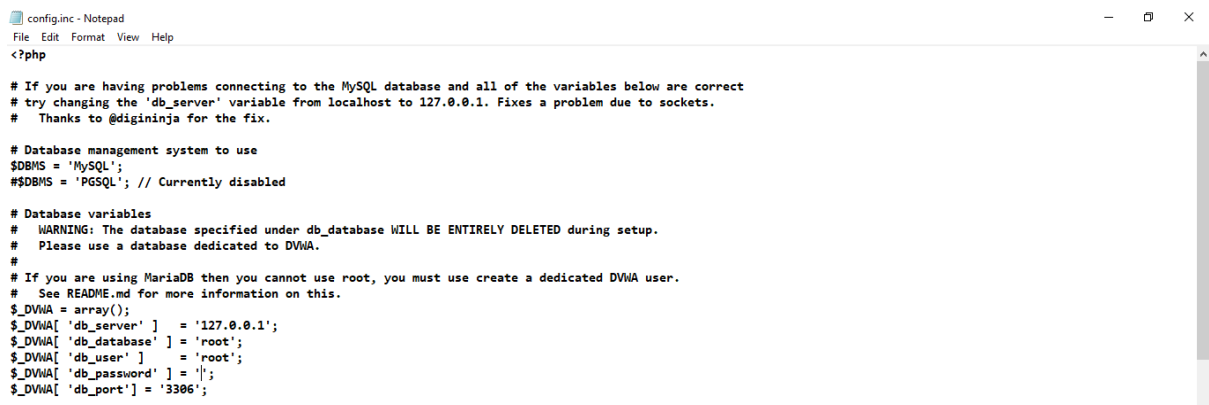 config.inc - Notepad
File Edit Format View Help
<?php
# If you are having problems connecting to the MySQL database and all of the variables below are correct
# try changing the 'db_server' variable from localhost to 127.0.0.1. Fixes a problem due to sockets.
#   Thanks to @digininja for the fix.
# Database management system to use
$DBMS = 'MySQL';
#$DBMS = 'PGSQL'; // Currently disabled
# Database variables
#   WARNING: The database specified under db_database WILL BE ENTIRELY DELETED during setup.
#   Please use a database dedicated to DVWA.
#
# If you are using MariaDB then you cannot use root, you must use create a dedicated DVWA user.
#   See README.md for more information on this.
$_DVWA = array();
$_DVWA[ 'db_server' ]   = '127.0.0.1';
$_DVWA[ 'db_database' ] = 'root';
$_DVWA[ 'db_user' ]     = 'root';
$_DVWA[ 'db_password' ] = '';
$_DVWA[ 'db_port'] = '3306';